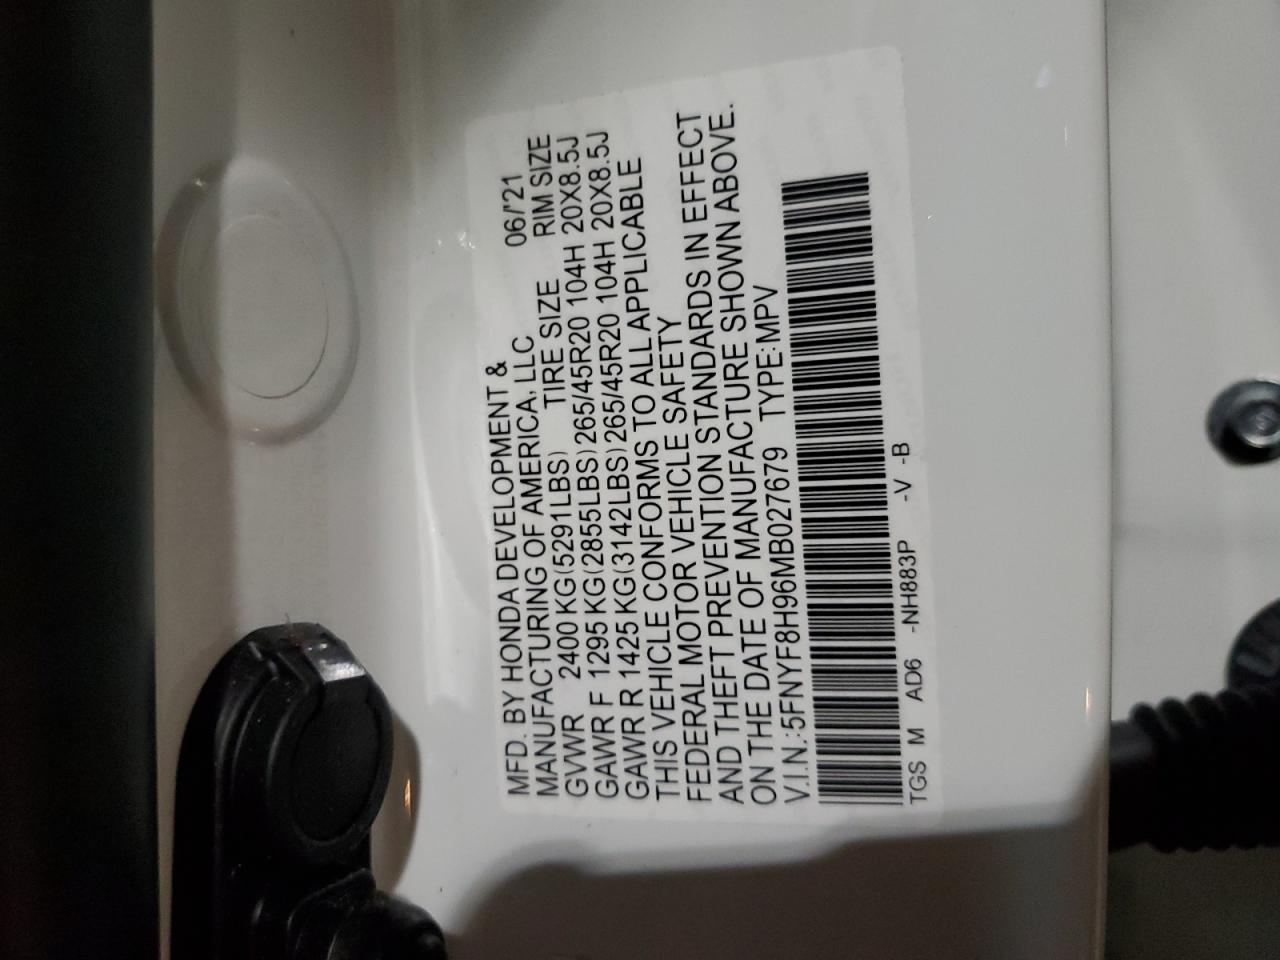 MFD. BY HONDA DEVELOPMENT &
MANUFACTURING OF AMERICA, LLC 06/'21
GVWR 2400 KG(5291LBS) TIRE SIZE RIM SIZE
GAWR F 1295 KG(2855LBS) 265/45R20 104H 20X8.5J
GAWR R 1425 KG(3142LBS) 265/45R20 104H 20X8.5J
THIS VEHICLE CONFORMS TO ALL APPLICABLE
FEDERAL MOTOR VEHICLE SAFETY
AND THEFT PREVENTION STANDARDS IN EFFECT
ON THE DATE OF MANUFACTURE SHOWN ABOVE.
V.I.N.:5FNYF8H96MB027679 TYPE:MPV
TGS M AD6 -NH883P -V -B